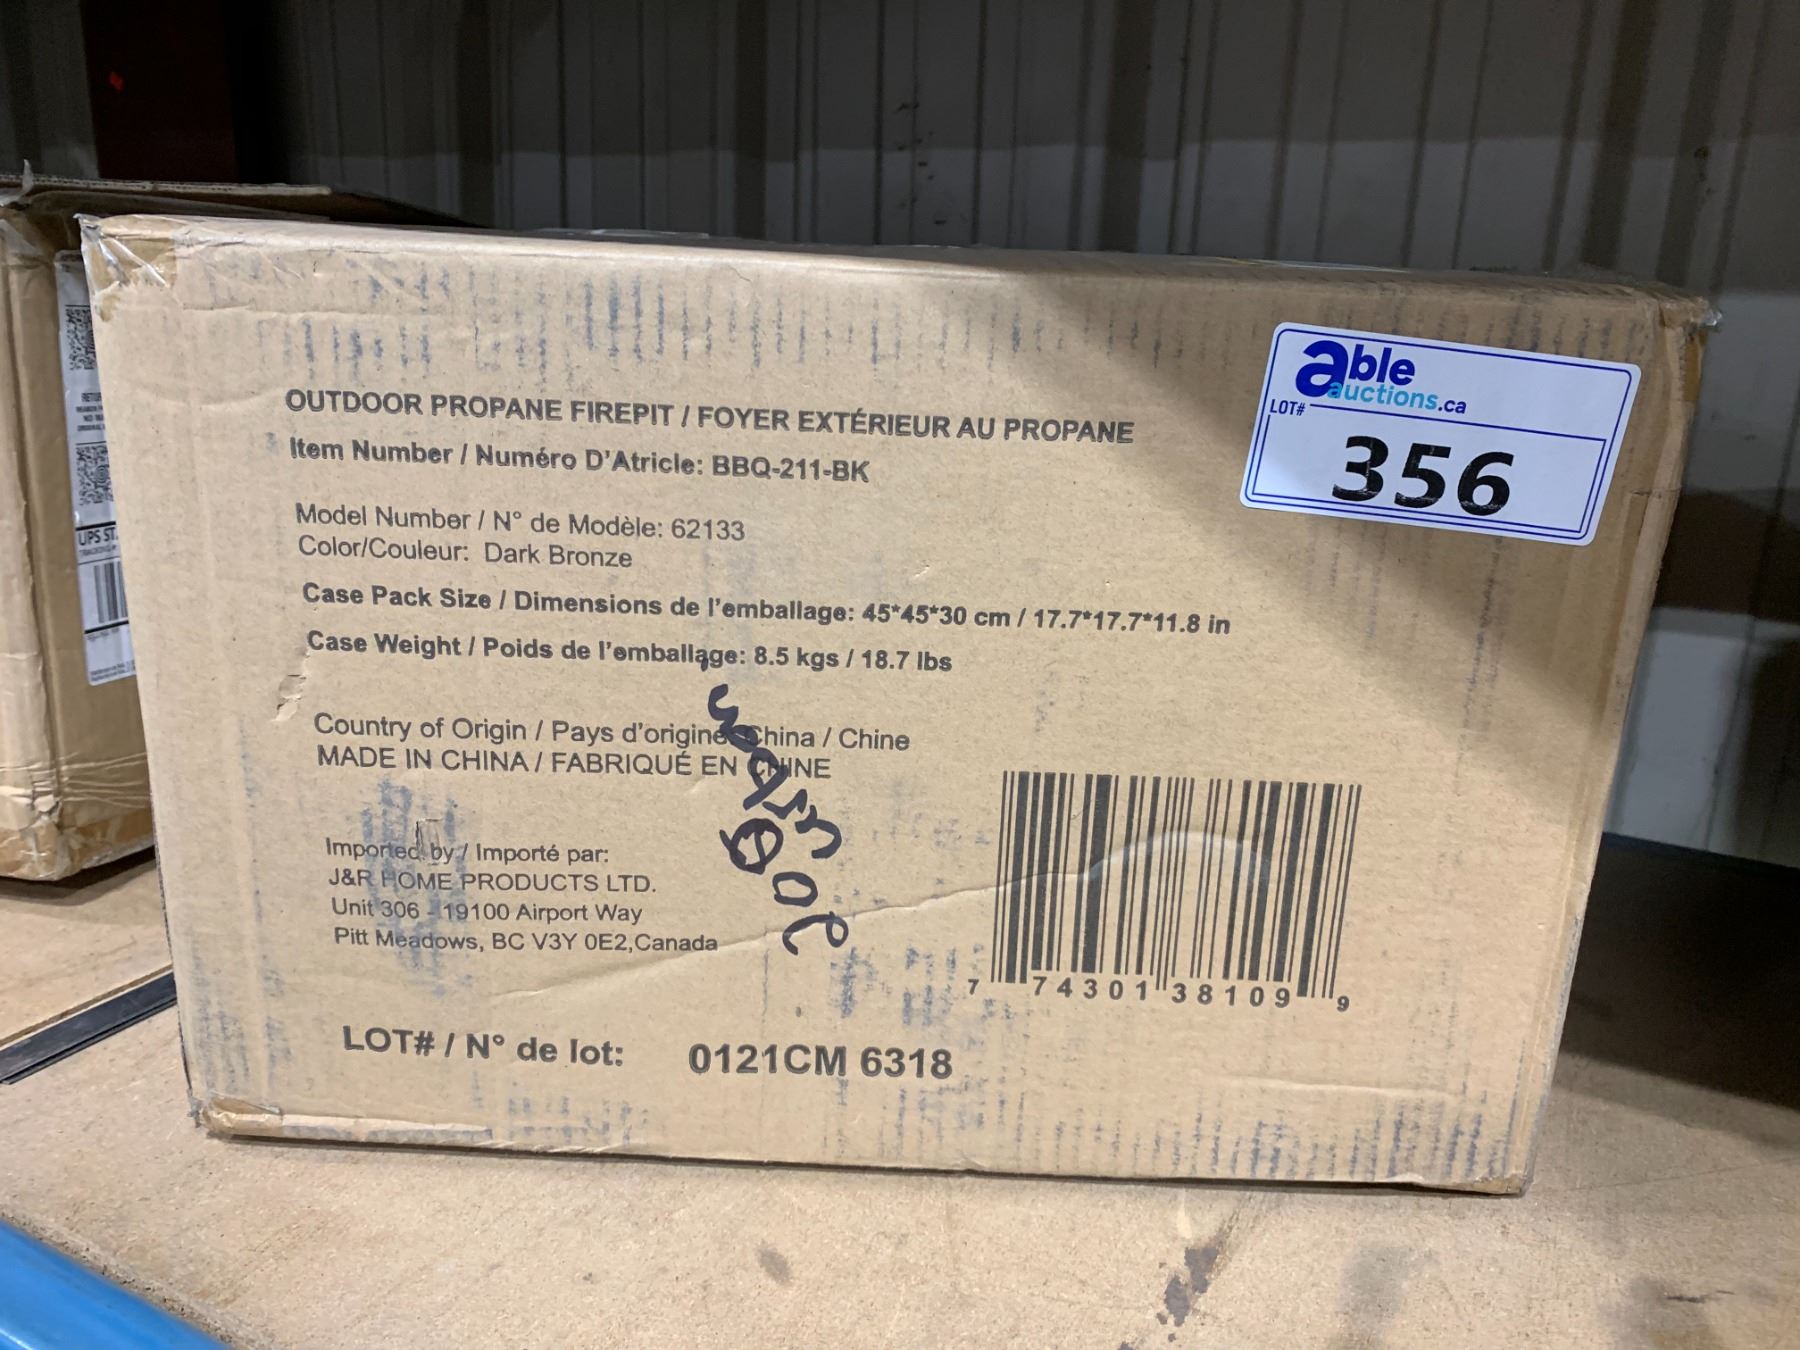 OUTDOOR PROPANE FIREPIT / FOYER EXTÉRIEUR AU PROPANE
Item Number / Numéro D'Atricle: BBQ-211-BK
Model Number / N° de Modèle: 62133
Color/Couleur: Dark Bronze
Case Pack Size / Dimensions de l'emballage: 45*45*30 cm / 17.7*17.7*11.8 in
Case Weight / Poids de l'emballage: 8.5 kgs / 18.7 lbs
Country of Origin / Pays d'origine: China / Chine
MADE IN CHINA / FABRIQUÉ EN CHINE
Imported by / Importé par:
J&R HOME PRODUCTS LTD.
Unit 306 - 19100 Airport Way
Pitt Meadows, BC V3Y 0E2,Canada
LOT# / N° de lot: 0121CM 6318
7 74301 38109 9
able
auctions.ca
LOT#
356
UPS ST